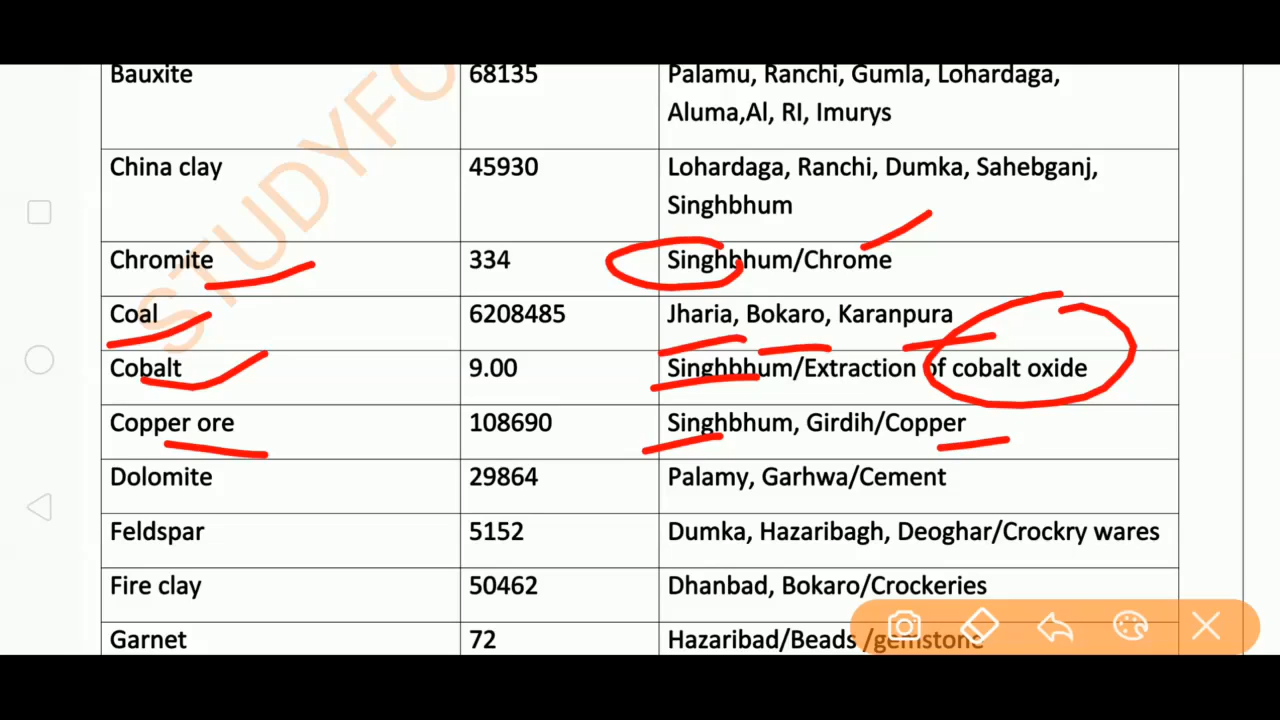 Bauxite 68135 Palamu, Ranchi, Gumla, Lohardaga,
Aluma,Al, RI, Imurys
China clay 45930 Lohardaga, Ranchi, Dumka, Sahebganj,
Singhbhum
Chromite 334 Singhbhum/Chrome
Coal 6208485 Jharia, Bokaro, Karanpura
Cobalt 9.00 Singhbhum/Extraction of cobalt oxide
Copper ore 108690 Singhbhum, Girdih/Copper
Dolomite 29864 Palamy, Garhwa/Cement
Feldspar 5152 Dumka, Hazaribagh, Deoghar/Crockry wares
Fire clay 50462 Dhanbad, Bokaro/Crockeries
Garnet 72 Hazaribad/Beads /gemstone
STUDYFO